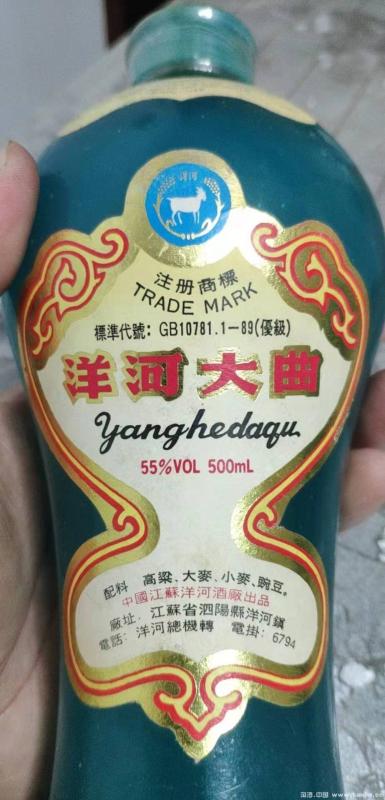 洋河
注册商標
TRADE MARK
標準代號: GB10781.1-89(優級)
洋河大曲
Yanghedaqu
55%VOL 500mL
配料 高粱、大麥、小麥、豌豆。
中國江蘇洋河酒廠出品
廠址: 江蘇省泗陽縣洋河鎮
電話: 洋河總機轉 電掛: 6794